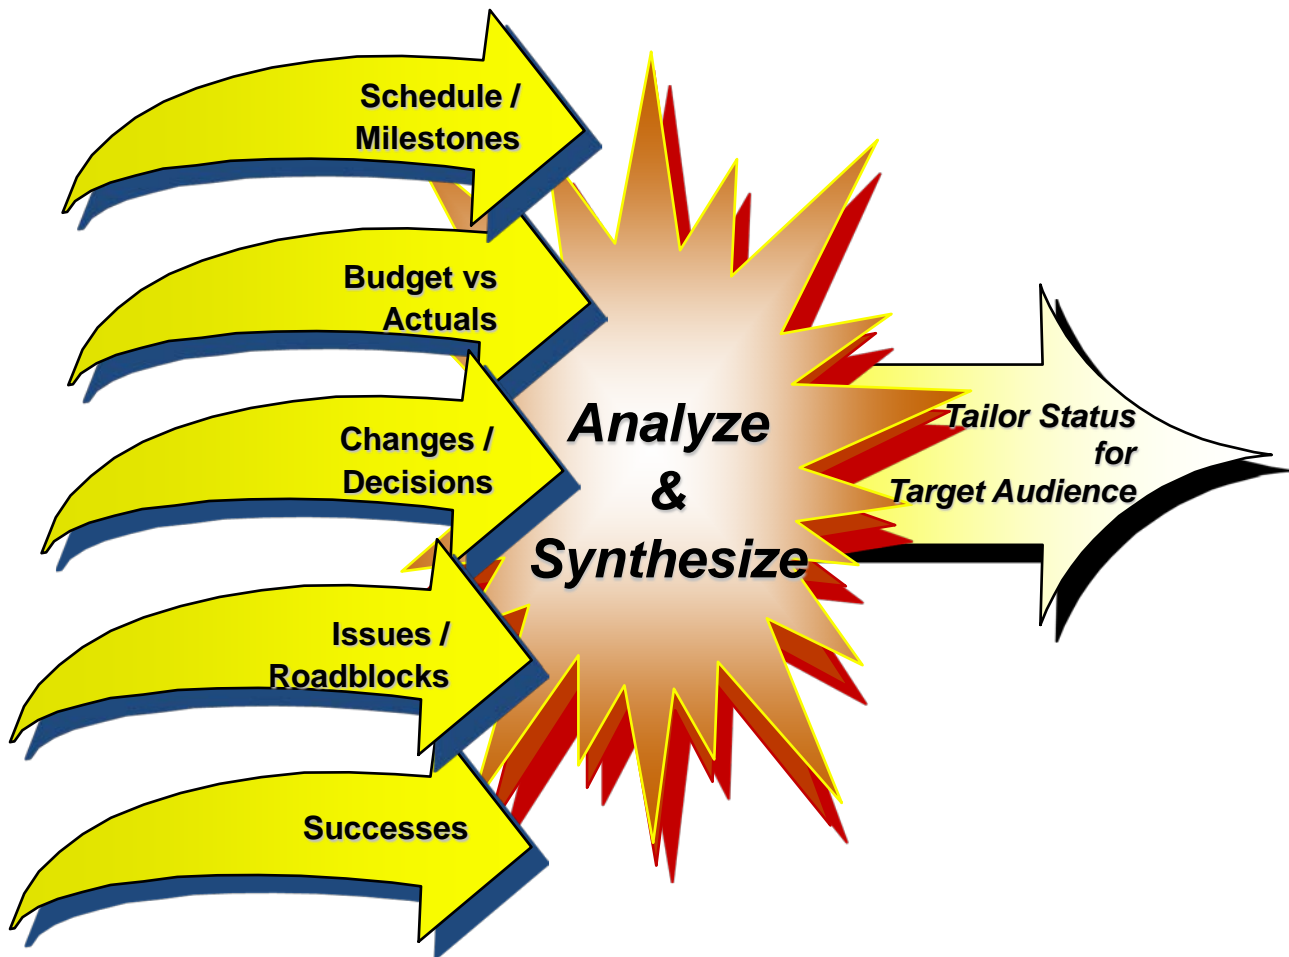 Schedule /
Milestones
Budget vs
Actuals
Changes /
Decisions
Issues /
Roadblocks
Successes
Analyze
&
Synthesize
Tailor Status
for
Target Audience